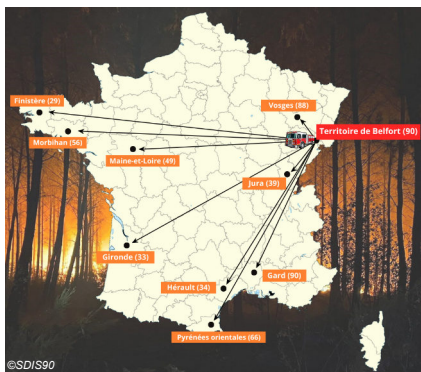 Finistère (29)
Vosges (88)
Territoire de Belfort (90)
Morbihan (56)
Maine-et-Loire (49)
Jura (39)
Gironde (33)
Gard (90)
Hérault (34)
Pyrénées orientales (66)
©SDIS90